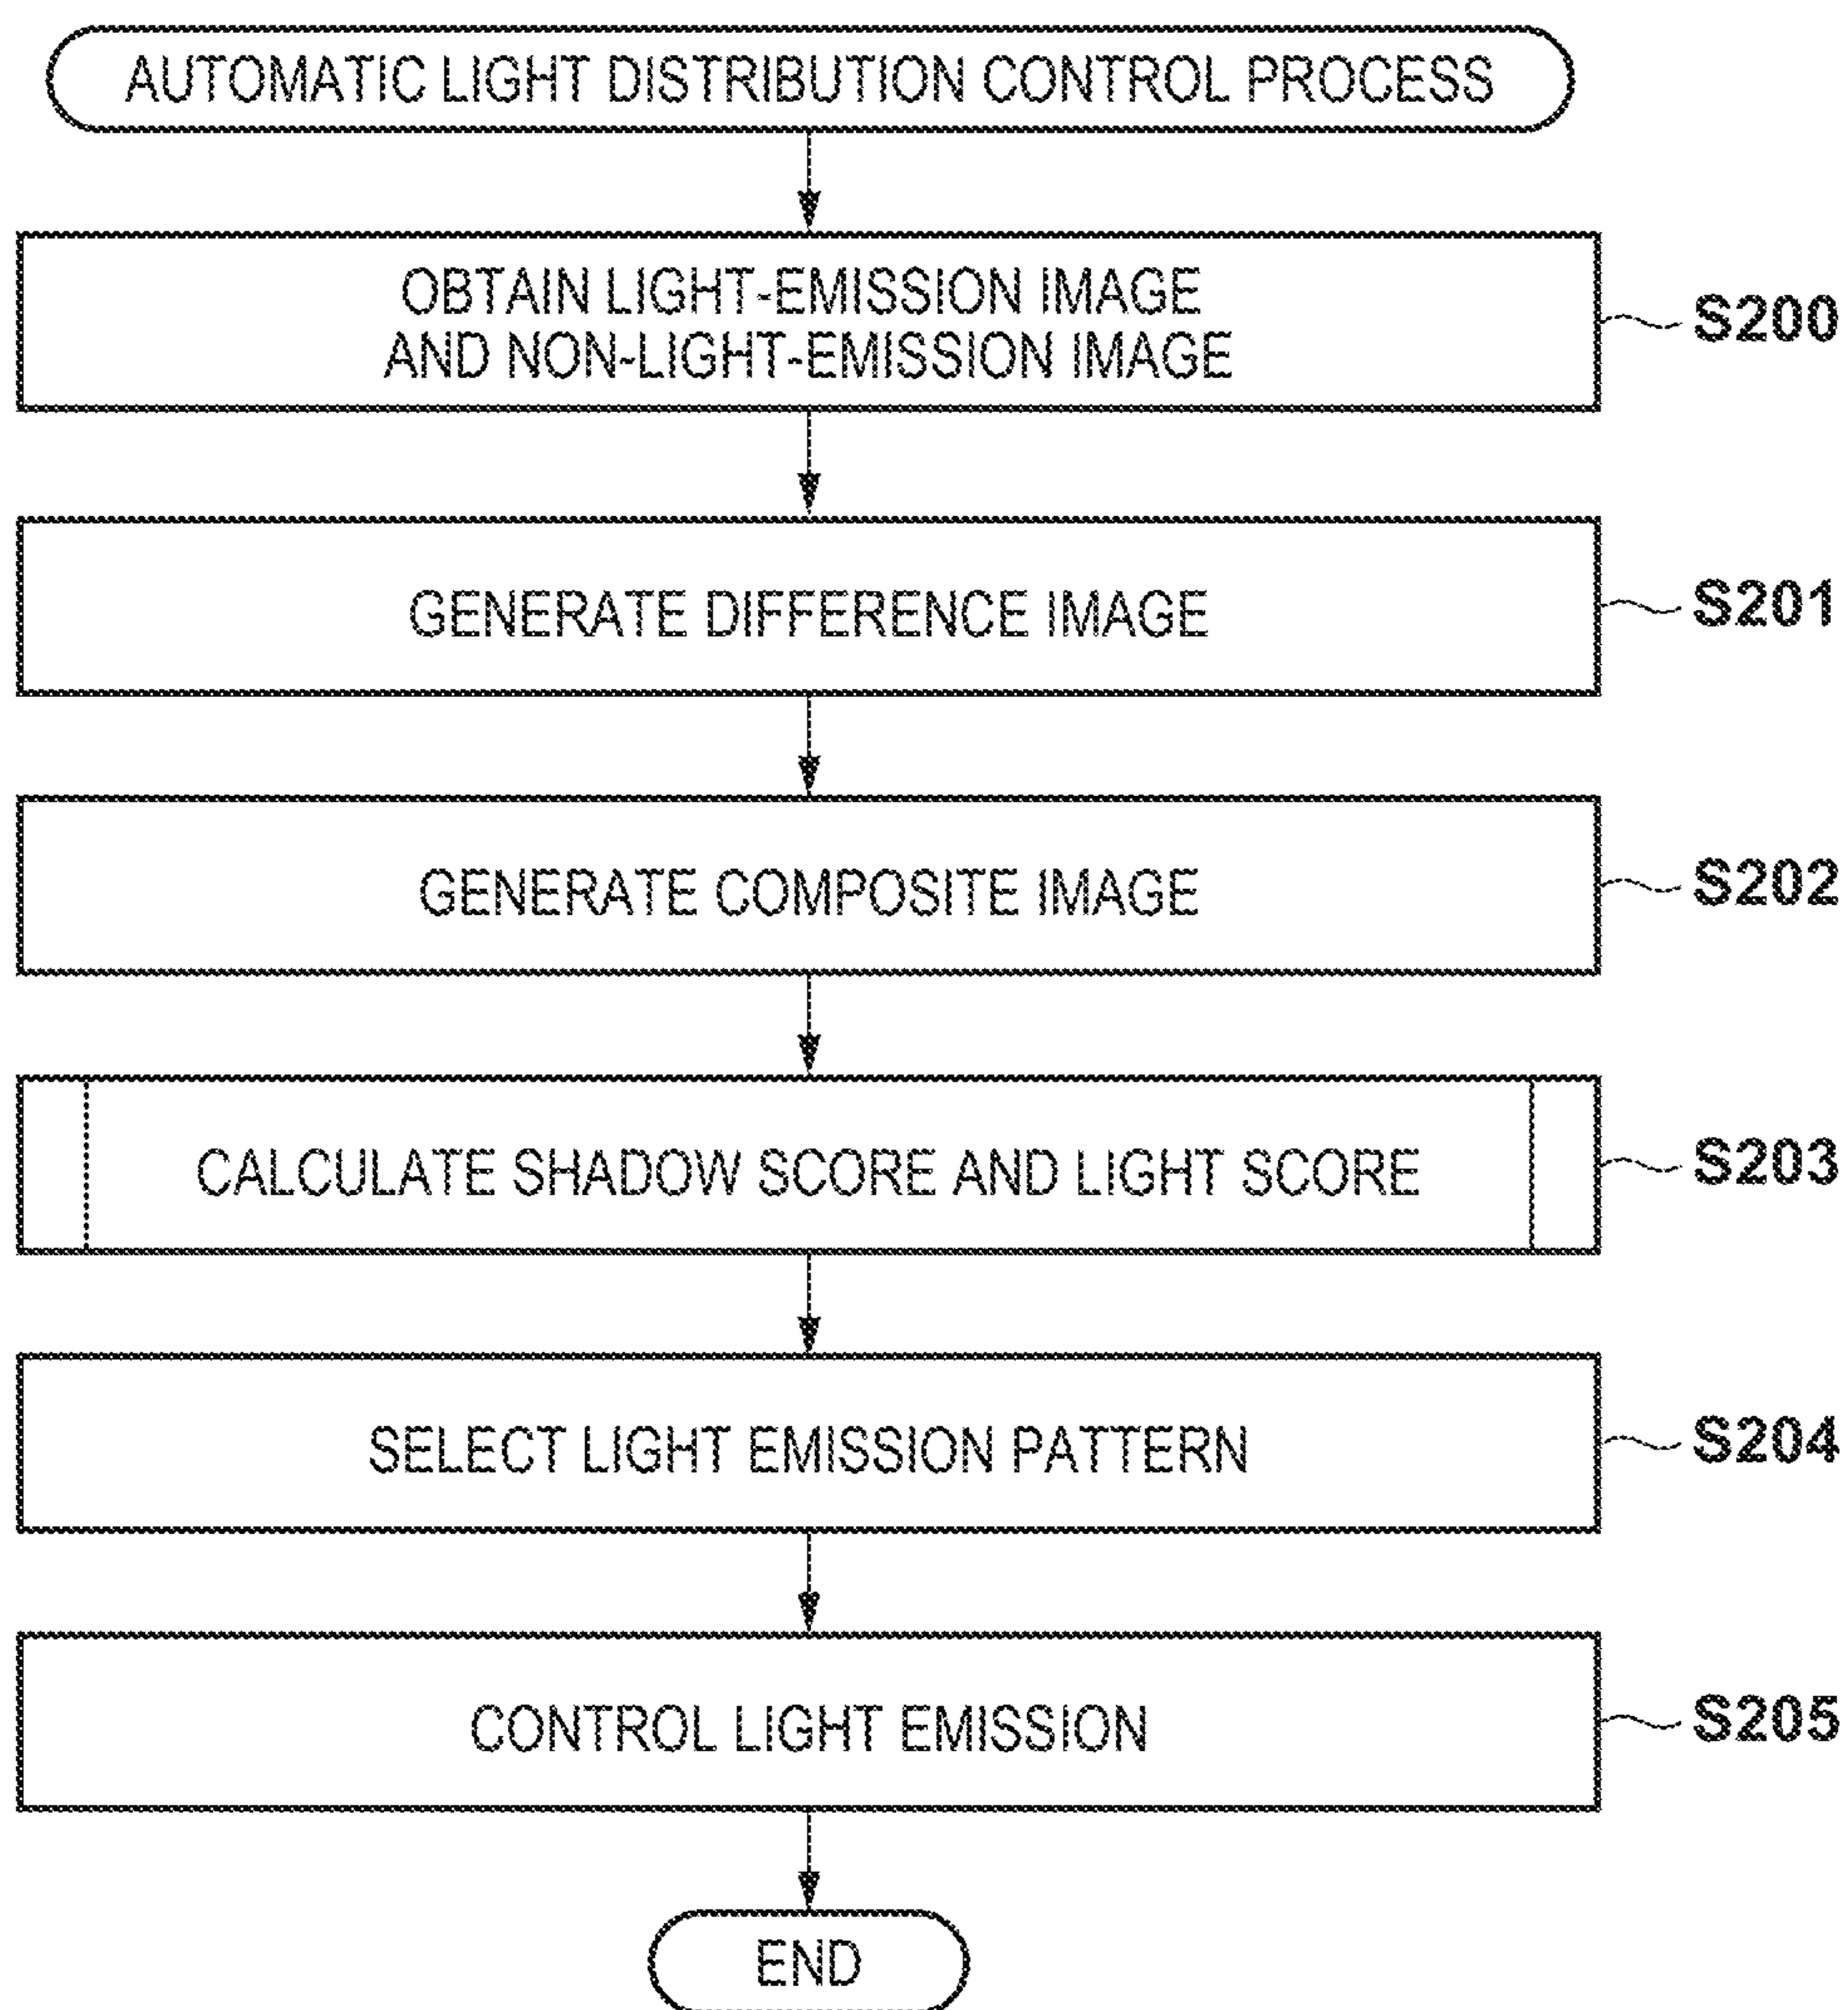 AUTOMATIC LIGHT DISTRIBUTION CONTROL PROCESS
OBTAIN LIGHT-EMISSION IMAGE
AND NON-LIGHT-EMISSION IMAGE
S200
GENERATE DIFFERENCE IMAGE
S201
GENERATE COMPOSITE IMAGE
S202
CALCULATE SHADOW SCORE AND LIGHT SCORE
S203
SELECT LIGHT EMISSION PATTERN
S204
CONTROL LIGHT EMISSION
S205
END